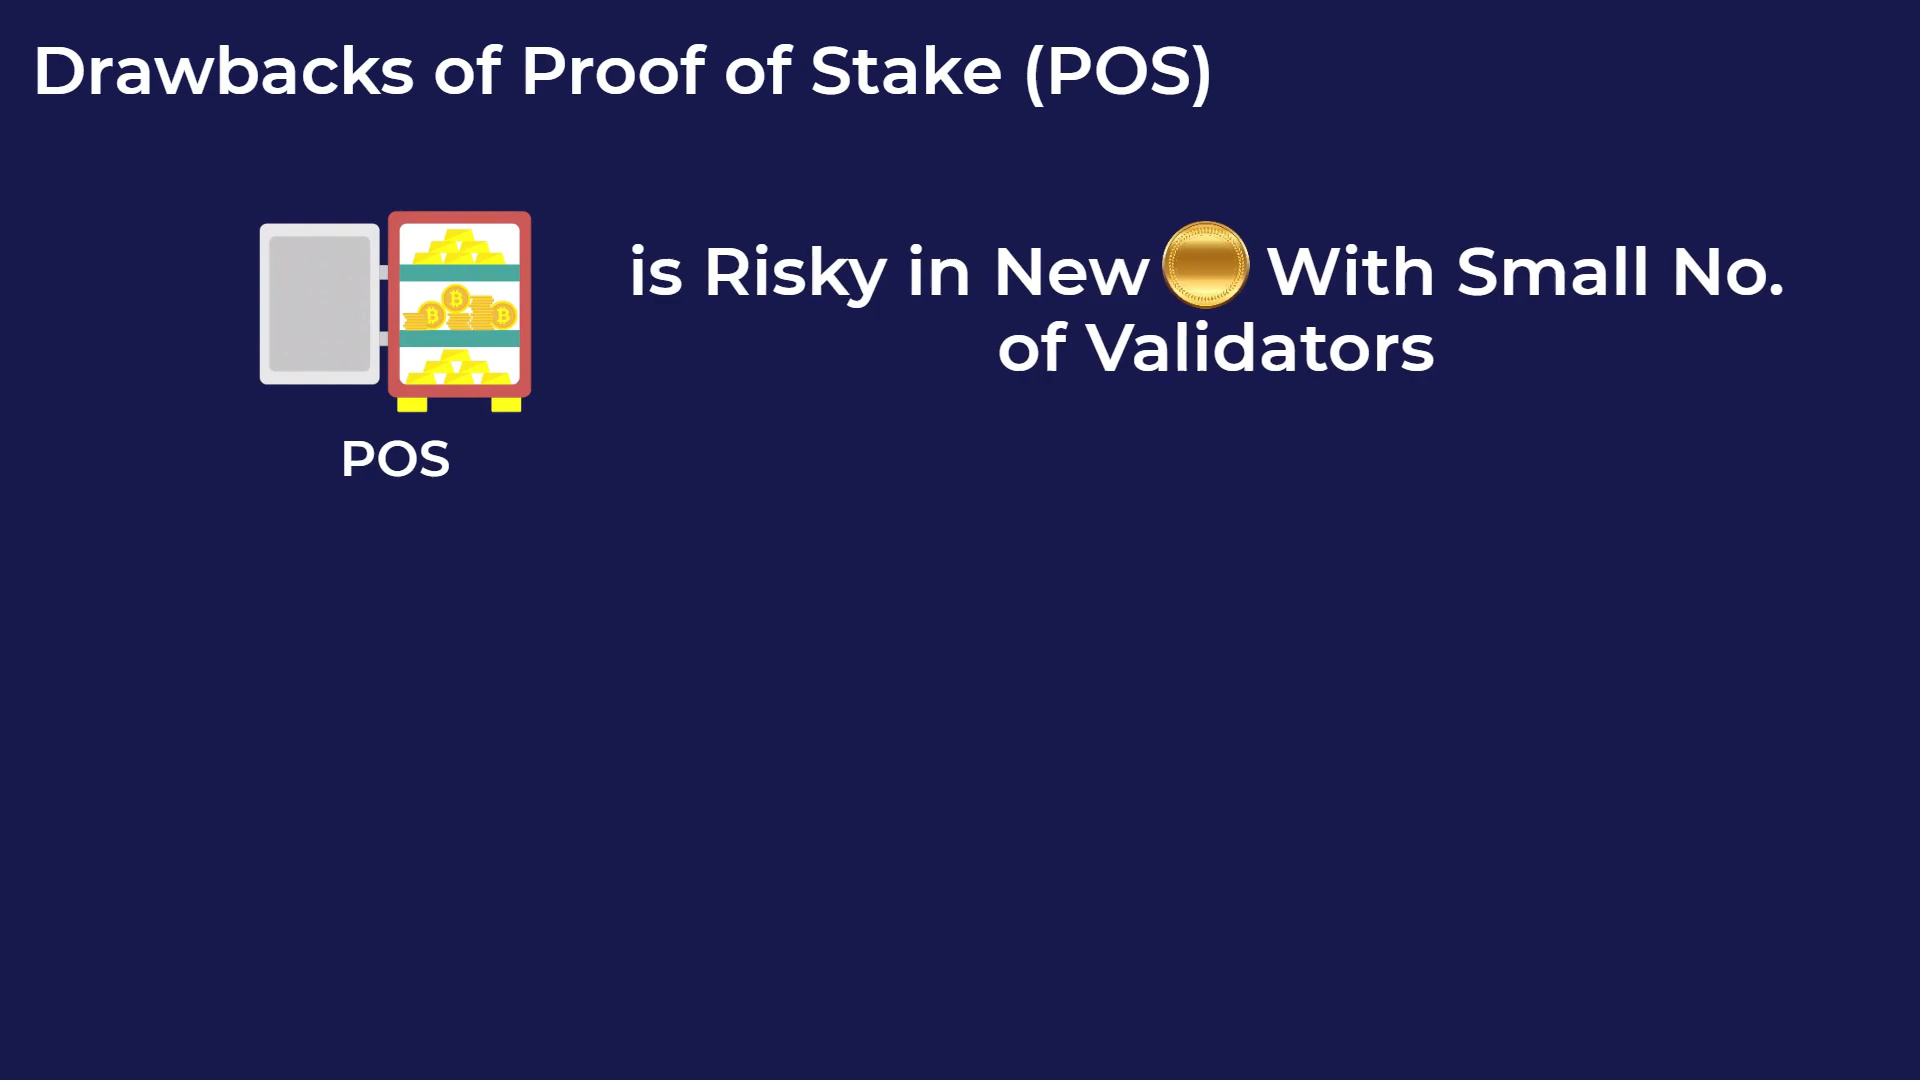 Drawbacks of Proof of Stake (POS)
is Risky in New With Small No.
of Validators
POS